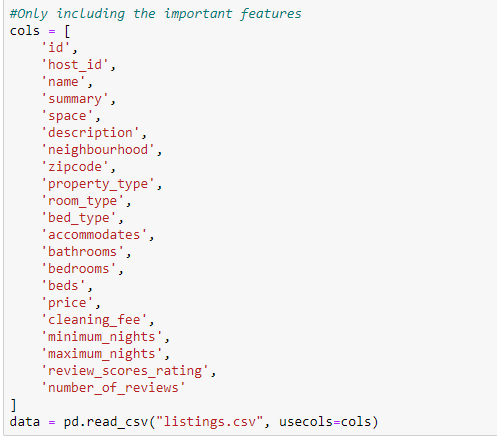 #Only including the important features
cols = [
    'id',
    'host_id',
    'name',
    'summary',
    'space',
    'description',
    'neighbourhood',
    'zipcode',
    'property_type',
    'room_type',
    'bed_type',
    'accommodates',
    'bathrooms',
    'bedrooms',
    'beds',
    'price',
    'cleaning_fee',
    'minimum_nights',
    'maximum_nights',
    'review_scores_rating',
    'number_of_reviews'
]
data = pd.read_csv("listings.csv", usecols=cols)